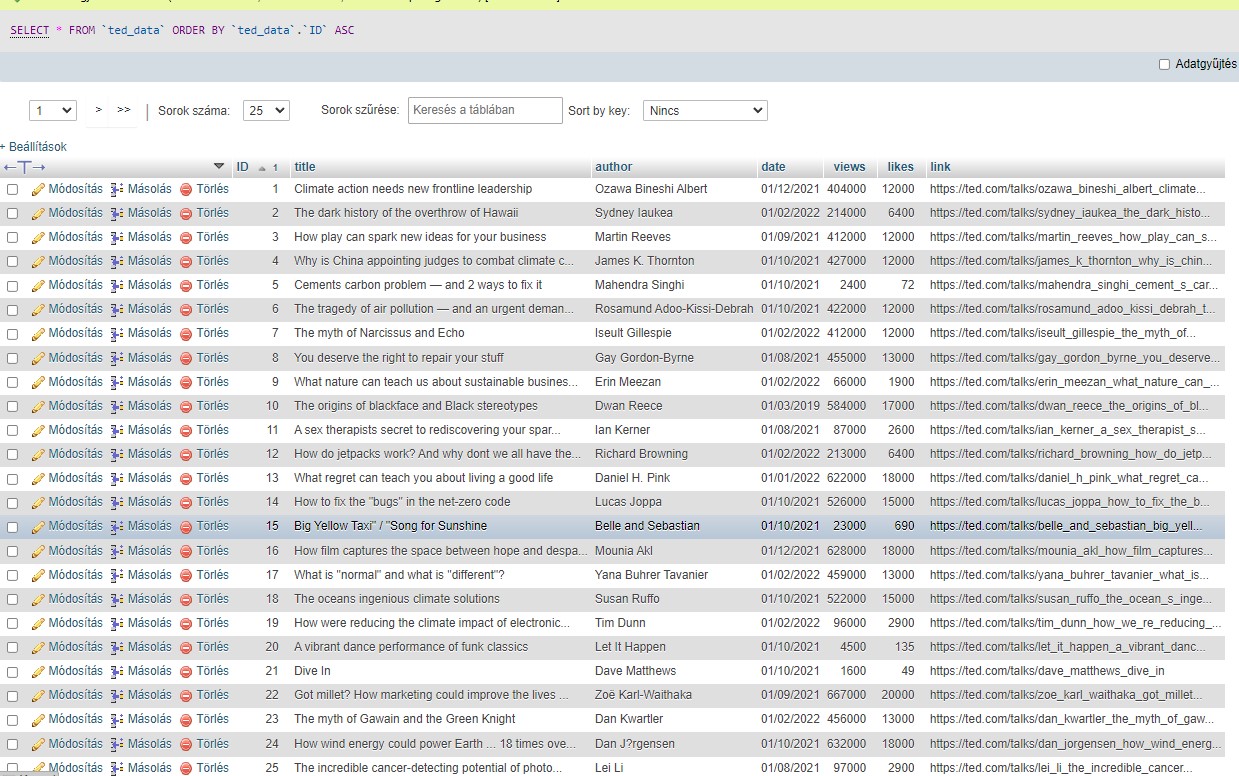 SELECT * FROM `ted_data` ORDER BY `ted_data`.`ID` ASC
Adatgyűjtés
1 > >> | Sorok száma: 25 Sorok szűrése: Keresés a táblában Sort by key: Nincs
+ Beállítások
←T→ ID 1 title author date views likes link
Módosítás Másolás Törlés 1 Climate action needs new frontline leadership Ozawa Bineshi Albert 01/12/2021 404000 12000 https://ted.com/talks/ozawa_bineshi_albert_climate...
Módosítás Másolás Törlés 2 The dark history of the overthrow of Hawaii Sydney Iaukea 01/02/2022 214000 6400 https://ted.com/talks/sydney_iaukea_the_dark_histo...
Módosítás Másolás Törlés 3 How play can spark new ideas for your business Martin Reeves 01/09/2021 412000 12000 https://ted.com/talks/martin_reeves_how_play_can_s...
Módosítás Másolás Törlés 4 Why is China appointing judges to combat climate c... James K. Thornton 01/10/2021 427000 12000 https://ted.com/talks/james_k_thornton_why_is_chin...
Módosítás Másolás Törlés 5 Cements carbon problem — and 2 ways to fix it Mahendra Singhi 01/10/2021 2400 72 https://ted.com/talks/mahendra_singhi_cement_s_car...
Módosítás Másolás Törlés 6 The tragedy of air pollution — and an urgent deman... Rosamund Adoo-Kissi-Debrah 01/10/2021 422000 12000 https://ted.com/talks/rosamund_adoo_kissi_debrah_t...
Módosítás Másolás Törlés 7 The myth of Narcissus and Echo Iseult Gillespie 01/02/2022 412000 12000 https://ted.com/talks/iseult_gillespie_the_myth_of...
Módosítás Másolás Törlés 8 You deserve the right to repair your stuff Gay Gordon-Byrne 01/08/2021 455000 13000 https://ted.com/talks/gay_gordon_byrne_you_deserve...
Módosítás Másolás Törlés 9 What nature can teach us about sustainable busines... Erin Meezan 01/02/2022 66000 1900 https://ted.com/talks/erin_meezan_what_nature_can_...
Módosítás Másolás Törlés 10 The origins of blackface and Black stereotypes Dwan Reece 01/03/2019 584000 17000 https://ted.com/talks/dwan_reece_the_origins_of_bl...
Módosítás Másolás Törlés 11 A sex therapists secret to rediscovering your spar... Ian Kerner 01/08/2021 87000 2600 https://ted.com/talks/ian_kerner_a_sex_therapist_s...
Módosítás Másolás Törlés 12 How do jetpacks work? And why dont we all have the... Richard Browning 01/02/2022 213000 6400 https://ted.com/talks/richard_browning_how_do_jetp...
Módosítás Másolás Törlés 13 What regret can teach you about living a good life Daniel H. Pink 01/01/2022 622000 18000 https://ted.com/talks/daniel_h_pink_what_regret_ca...
Módosítás Másolás Törlés 14 How to fix the "bugs" in the net-zero code Lucas Joppa 01/10/2021 526000 15000 https://ted.com/talks/lucas_joppa_how_to_fix_the_b...
Módosítás Másolás Törlés 15 Big Yellow Taxi" / "Song for Sunshine Belle and Sebastian 01/10/2021 23000 690 https://ted.com/talks/belle_and_sebastian_big_yell...
Módosítás Másolás Törlés 16 How film captures the space between hope and despa... Mounia Akl 01/12/2021 628000 18000 https://ted.com/talks/mounia_akl_how_film_captures...
Módosítás Másolás Törlés 17 What is "normal" and what is "different"? Yana Buhrer Tavanier 01/02/2022 459000 13000 https://ted.com/talks/yana_buhrer_tavanier_what_is...
Módosítás Másolás Törlés 18 The oceans ingenious climate solutions Susan Ruffo 01/10/2021 522000 15000 https://ted.com/talks/susan_ruffo_the_ocean_s_inge...
Módosítás Másolás Törlés 19 How were reducing the climate impact of electronic... Tim Dunn 01/02/2022 96000 2900 https://ted.com/talks/tim_dunn_how_we_re_reducing_...
Módosítás Másolás Törlés 20 A vibrant dance performance of funk classics Let It Happen 01/10/2021 4500 135 https://ted.com/talks/let_it_happen_a_vibrant_danc...
Módosítás Másolás Törlés 21 Dive In Dave Matthews 01/10/2021 1600 49 https://ted.com/talks/dave_matthews_dive_in
Módosítás Másolás Törlés 22 Got millet? How marketing could improve the lives ... Zoë Karl-Waithaka 01/09/2021 667000 20000 https://ted.com/talks/zoe_karl_waithaka_got_millet...
Módosítás Másolás Törlés 23 The myth of Gawain and the Green Knight Dan Kwartler 01/02/2022 456000 13000 https://ted.com/talks/dan_kwartler_the_myth_of_gaw...
Módosítás Másolás Törlés 24 How wind energy could power Earth ... 18 times ove... Dan J?rgensen 01/10/2021 632000 18000 https://ted.com/talks/dan_jorgensen_how_wind_energ...
Módosítás Másolás Törlés 25 The incredible cancer-detecting potential of photo... Lei Li 01/08/2021 97000 2900 https://ted.com/talks/lei_li_the_incredible_cancer...